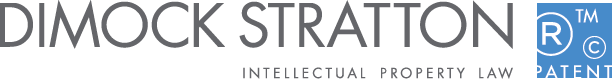 DIMOCK STRATTON
INTELLECTUAL PROPERTY LAW
® ™
©
PATENT